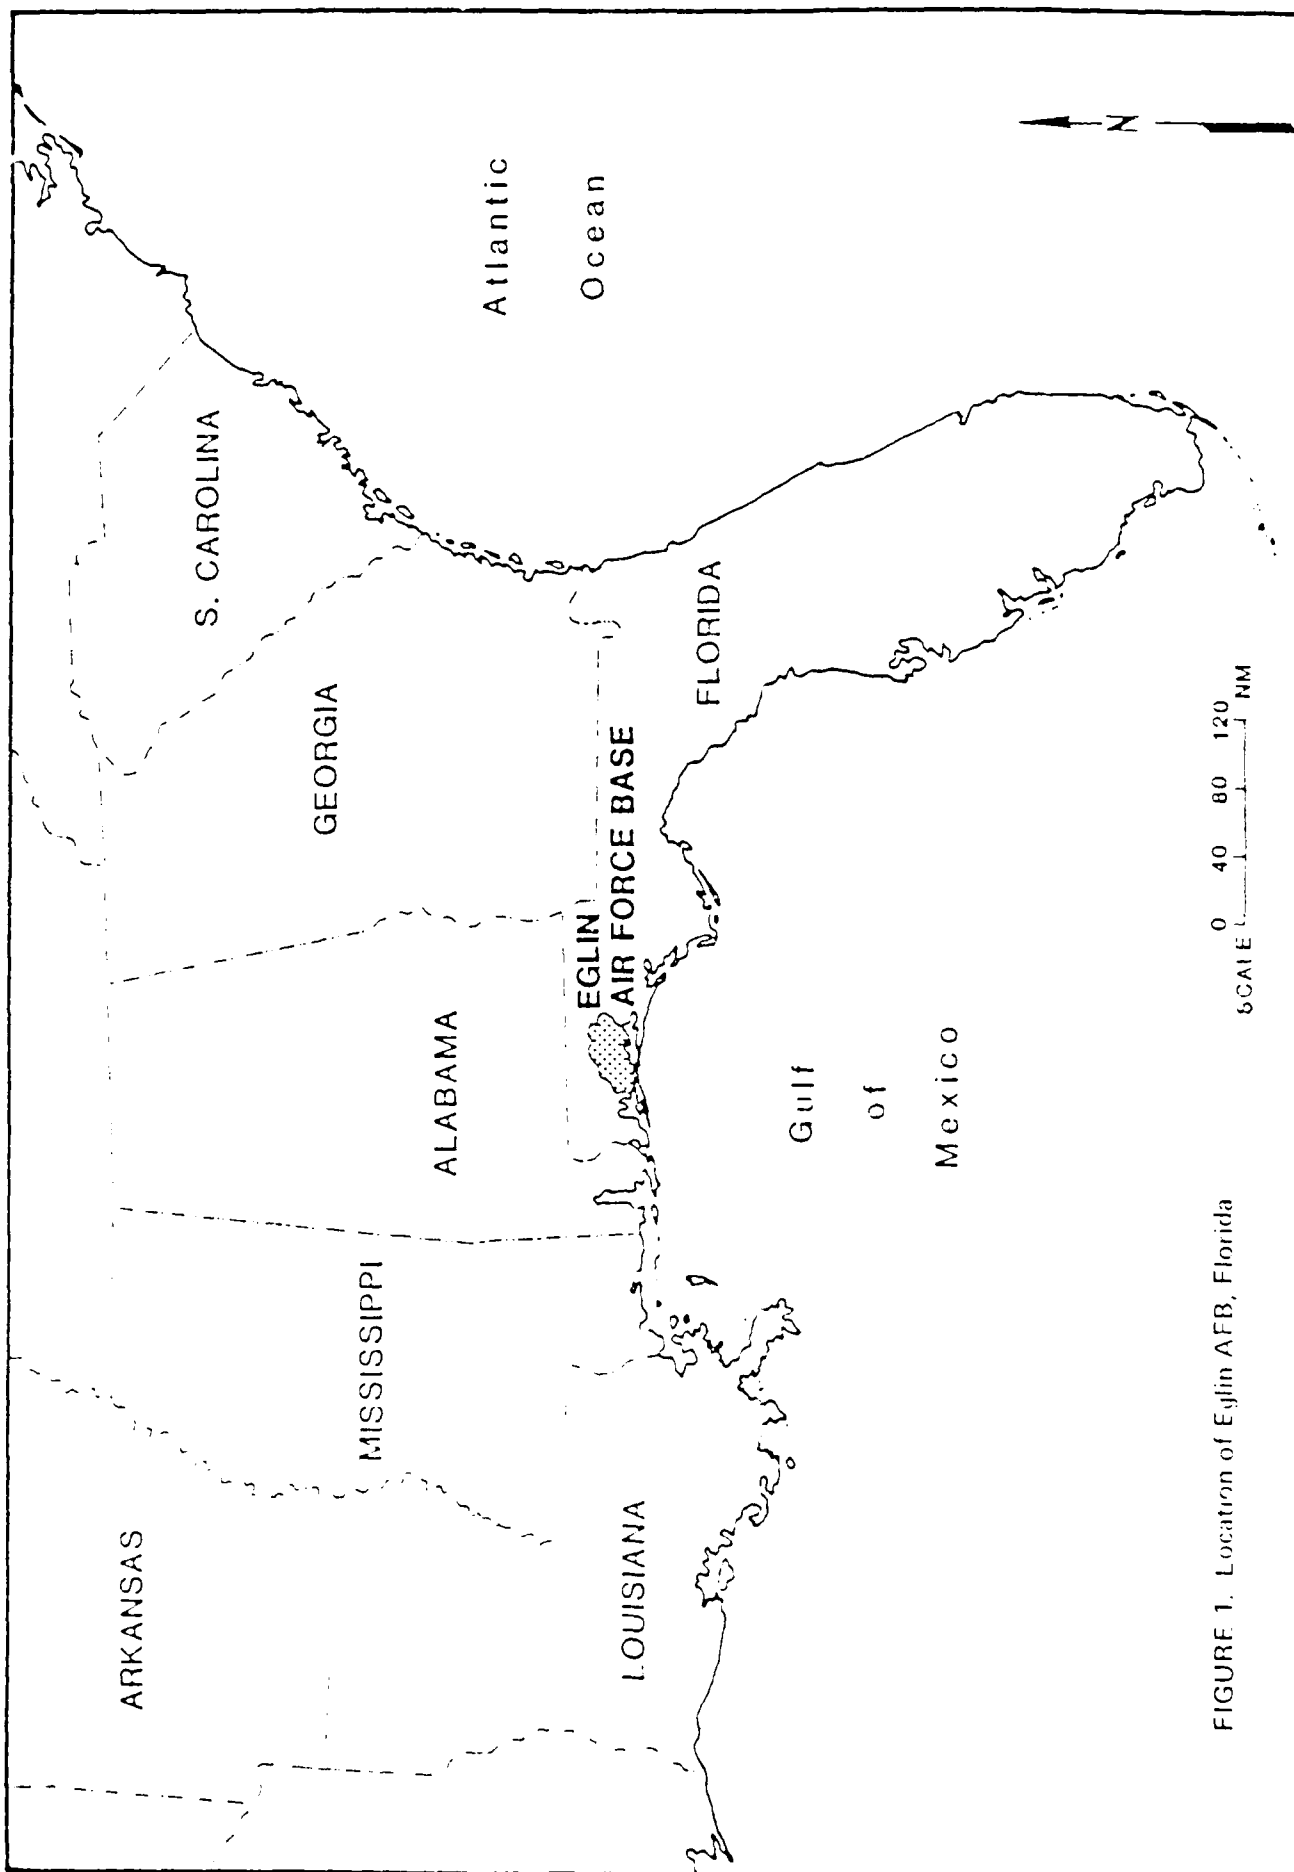 ARKANSAS
MISSISSIPPI
ALABAMA
GEORGIA
S. CAROLINA
LOUISIANA
EGLIN
AIR FORCE BASE
FLORIDA
Atlantic
Ocean
Gulf
of
Mexico
N
0 40 80 120
SCALE NM
FIGURE 1. Location of Eglin AFB, Florida